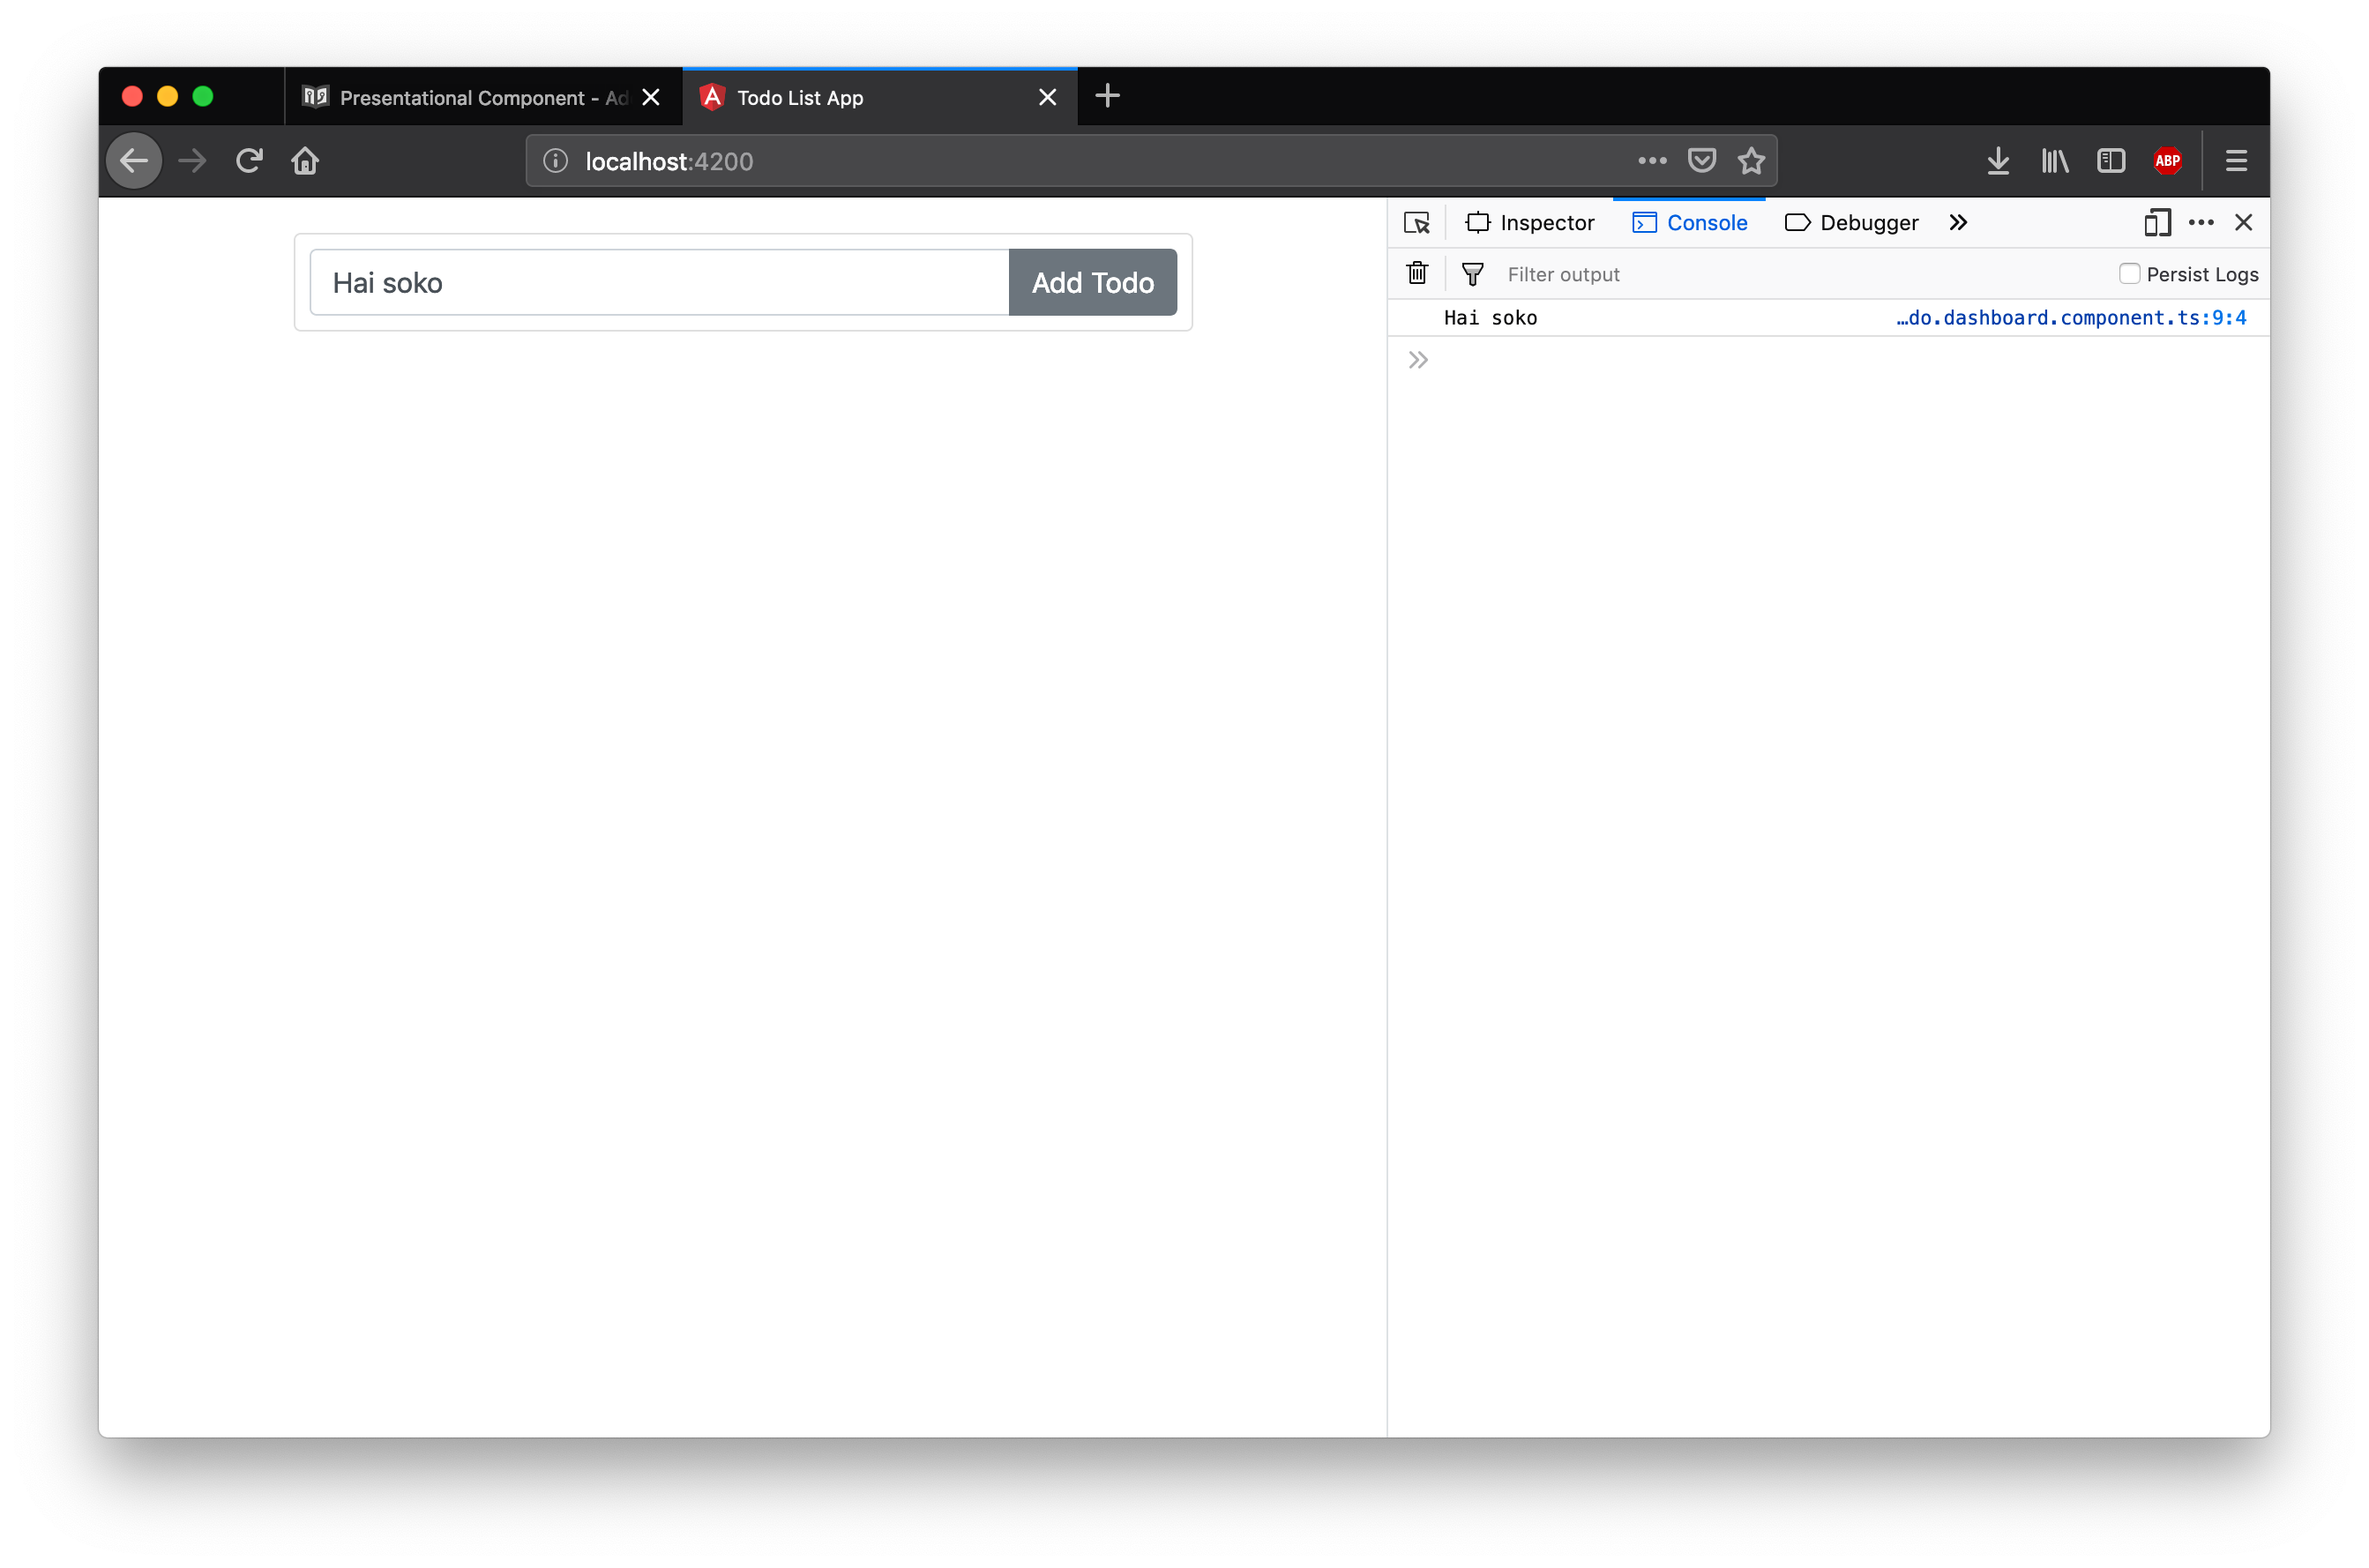 Presentational Component - Ad
Todo List App
localhost:4200
ABP
Inspector
Console
Debugger
Filter output
Persist Logs
Hai soko
Add Todo
Hai soko
…do.dashboard.component.ts:9:4